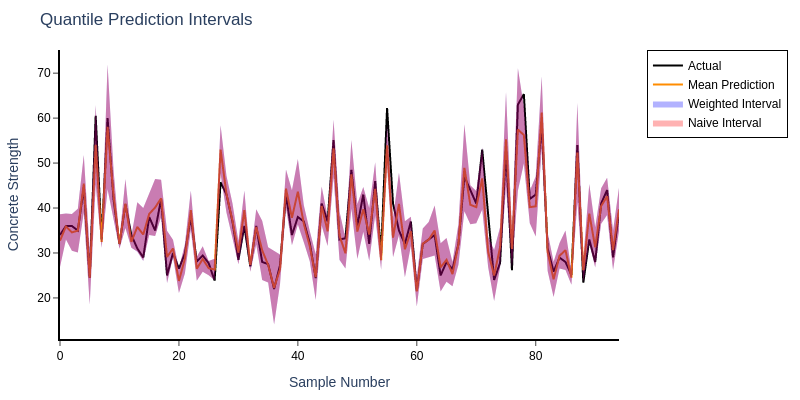 Quantile Prediction Intervals
Actual
Mean Prediction
Weighted Interval
Naive Interval
Concrete Strength
70
60
50
40
30
20
0
20
40
60
80
Sample Number